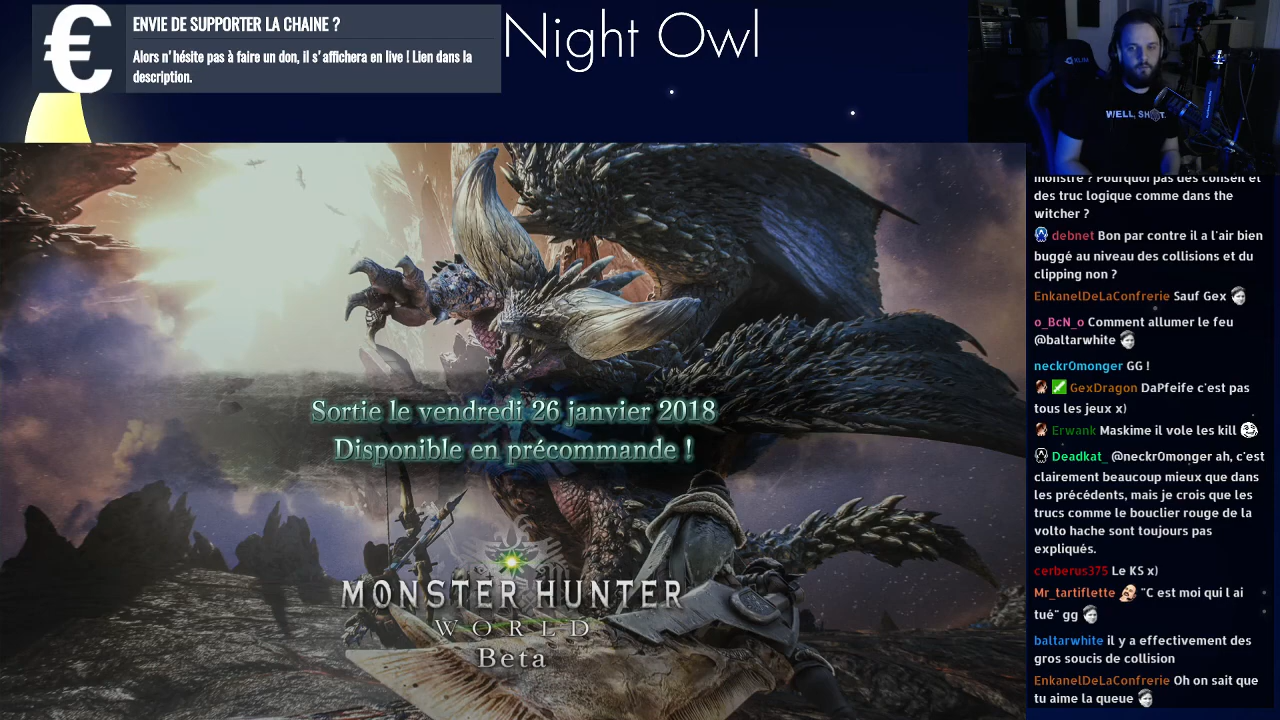 ENVIE DE SUPPORTER LA CHAINE ?
Alors n'hésite pas à faire un don, il s'affichera en live ! Lien dans la
description.
€
Night Owl
KLIM
WELL, SH T.
monstre ? Pourquoi pas des conseil et
des truc logique comme dans the
witcher ?
debnet Bon par contre il a l'air bien
buggé au niveau des collisions et du
clipping non ?
EnkanelDeLaConfrerie Sauf Gex
o_BcN_o Comment allumer le feu
@baltarwhite
neckr0monger GG !
GexDragon DaPfeife c'est pas
tous les jeux x)
Erwank Maskime il vole les kill
Deadkat_ @neckr0monger ah, c'est
clairement beaucoup mieux que dans
les précédents, mais je crois que les
trucs comme le bouclier rouge de la
volto hache sont toujours pas
expliqués.
cerberus375 Le KS x)
Mr_tartiflette "C est moi qui l ai
tué" gg
baltarwhite il y a effectivement des
gros soucis de collision
EnkanelDeLaConfrerie Oh on sait que
tu aime la queue
Sortie le vendredi 26 janvier 2018
Disponible en précommande !
MONSTER HUNTER
WORLD
Beta